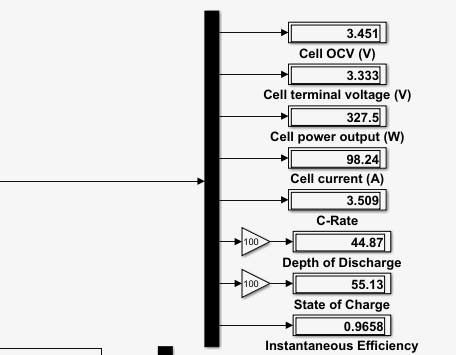 3.451
Cell OCV (V)
3.333
Cell terminal voltage (V)
327.5
Cell power output (W)
98.24
Cell current (A)
3.509
C-Rate
100
44.87
Depth of Discharge
100
55.13
State of Charge
0.9658
Instantaneous Efficiency